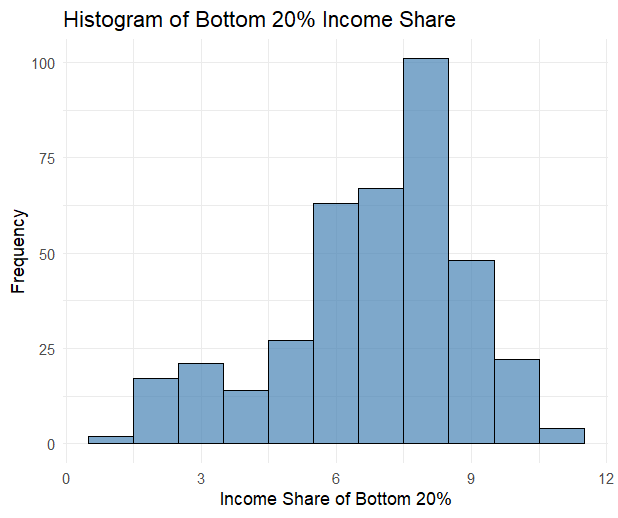 Histogram of Bottom 20% Income Share
100
75
50
25
0
Frequency
0 3 6 9 12
Income Share of Bottom 20%